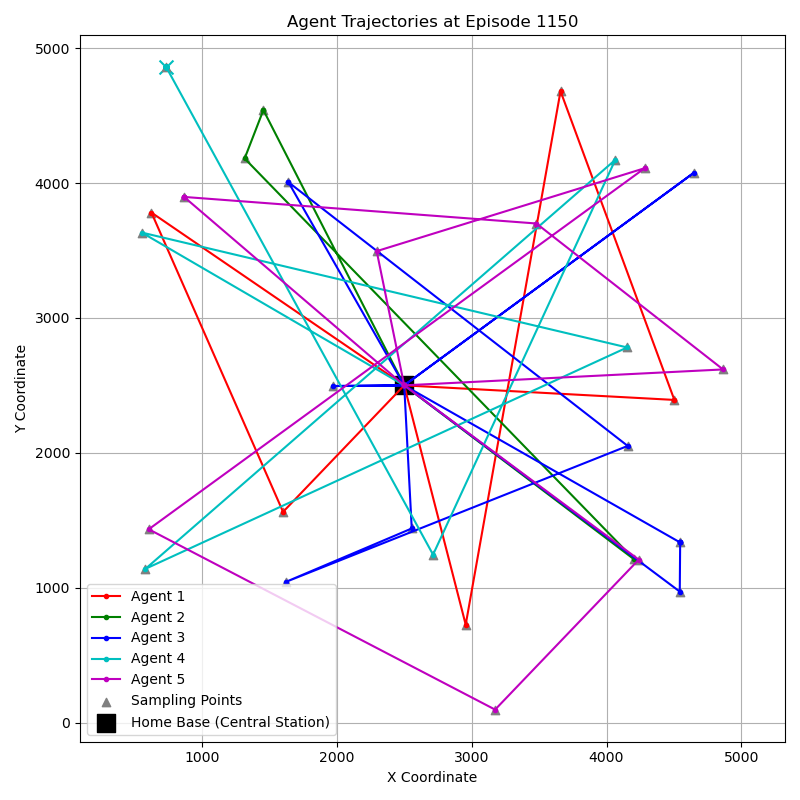 Agent Trajectories at Episode 1150
5000
4000
3000
2000
1000
0
Y Coordinate
Agent 1
Agent 2
Agent 3
Agent 4
Agent 5
Sampling Points
Home Base (Central Station)
1000 2000 3000 4000 5000
X Coordinate